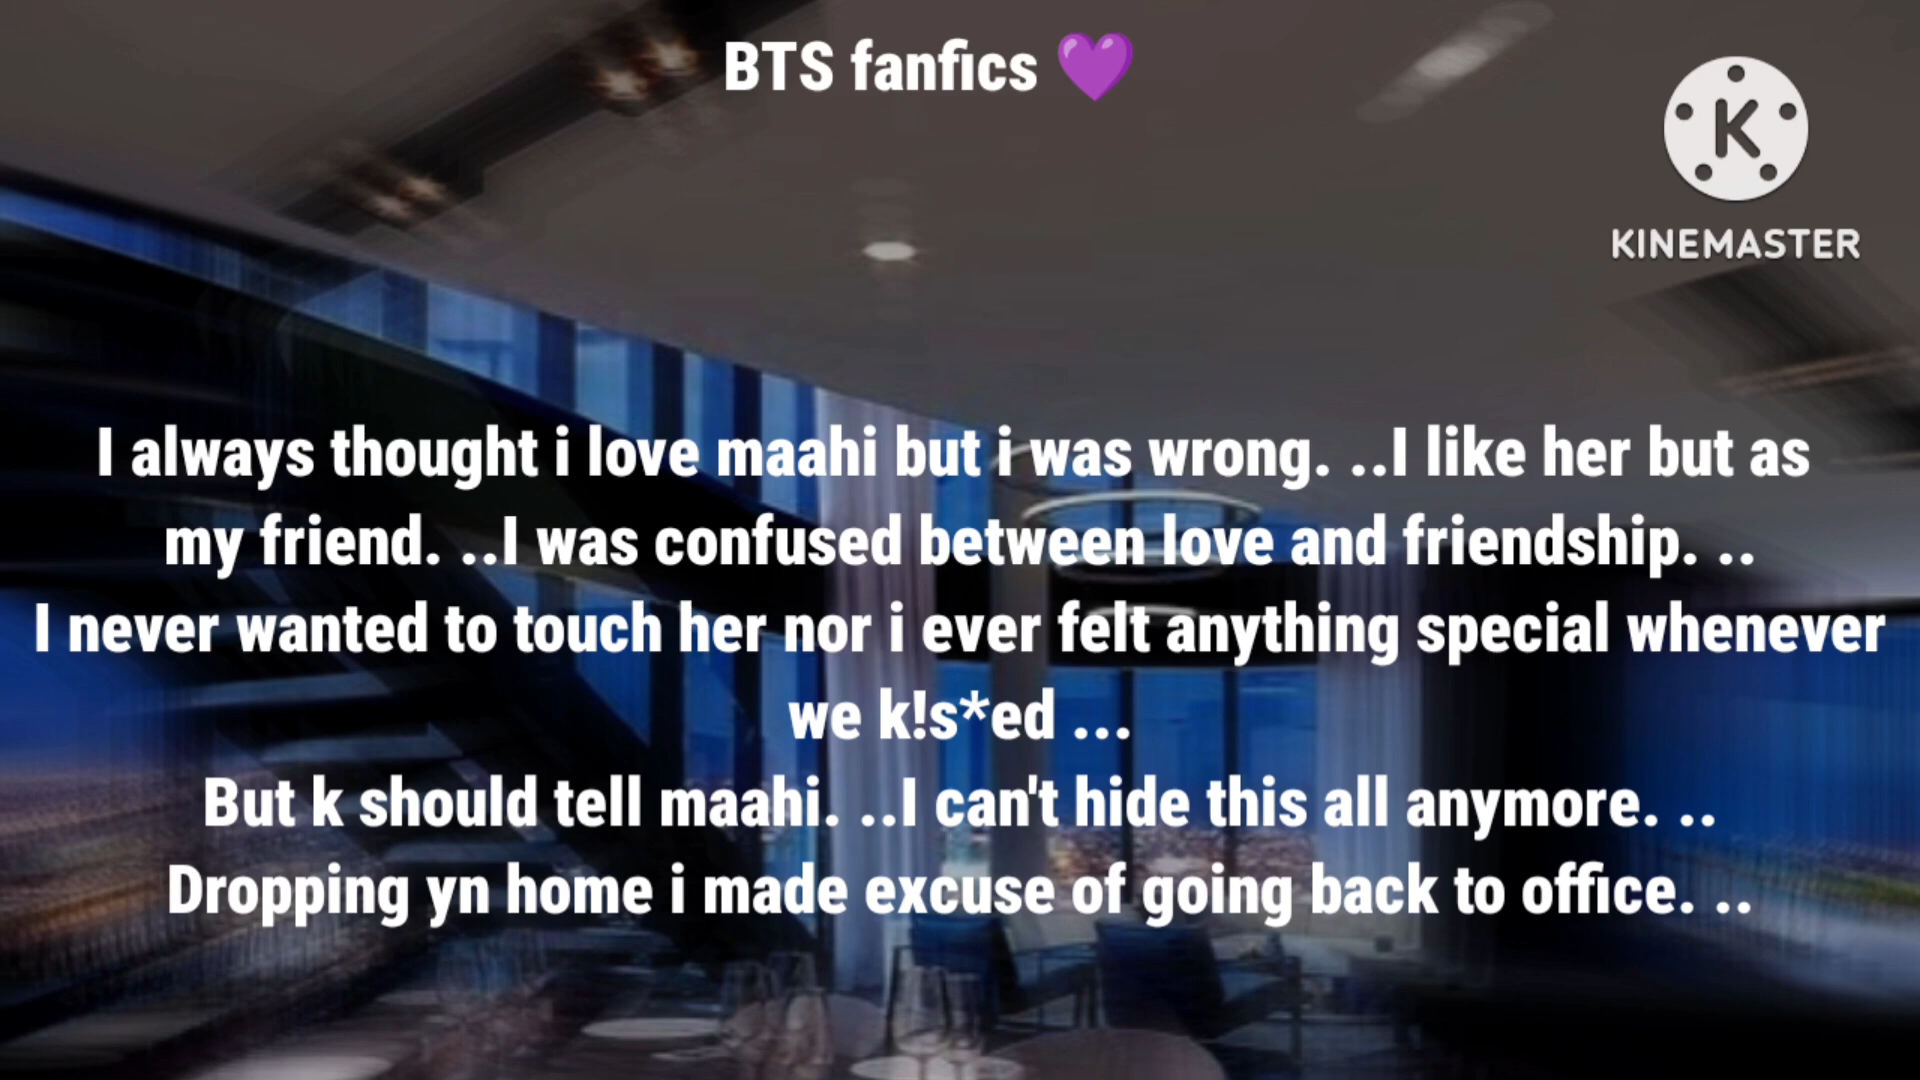 BTS fanfics 💜
KINEMASTER
I always thought i love maahi but i was wrong. ..I like her but as
my friend. ..I was confused between love and friendship. ..
I never wanted to touch her nor i ever felt anything special whenever
we k!s*ed ...
But k should tell maahi. ..I can't hide this all anymore. ..
Dropping yn home i made excuse of going back to office. ..